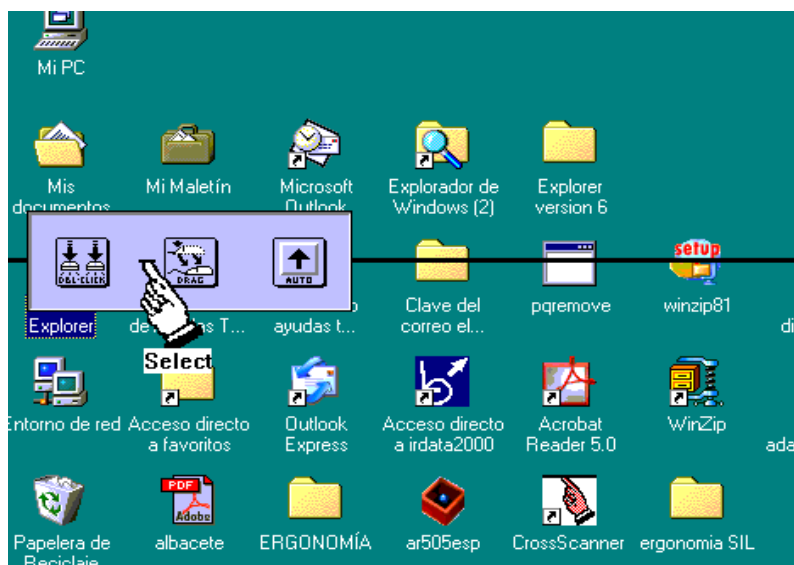 Mi PC
Mis
documentos
Mi Maletín
Microsoft
Outlook
Explorador de
Windows (2)
Explorer
version 6
DBL-CLICK
DRAG
AUTO
setup
Explorer
T...
ayudas t...
Clave del
correo el...
pqremove
winzip81
di
Select
Entorno de red
Acceso directo
a favoritos
Outlook
Express
Acceso directo
a irdata2000
Acrobat
Reader 5.0
WinZip
ada
PDF
Adobe
Papelera de
Reciclaje
albacete
ERGONOMÍA
ar505esp
CrossScanner
ergonomia SIL